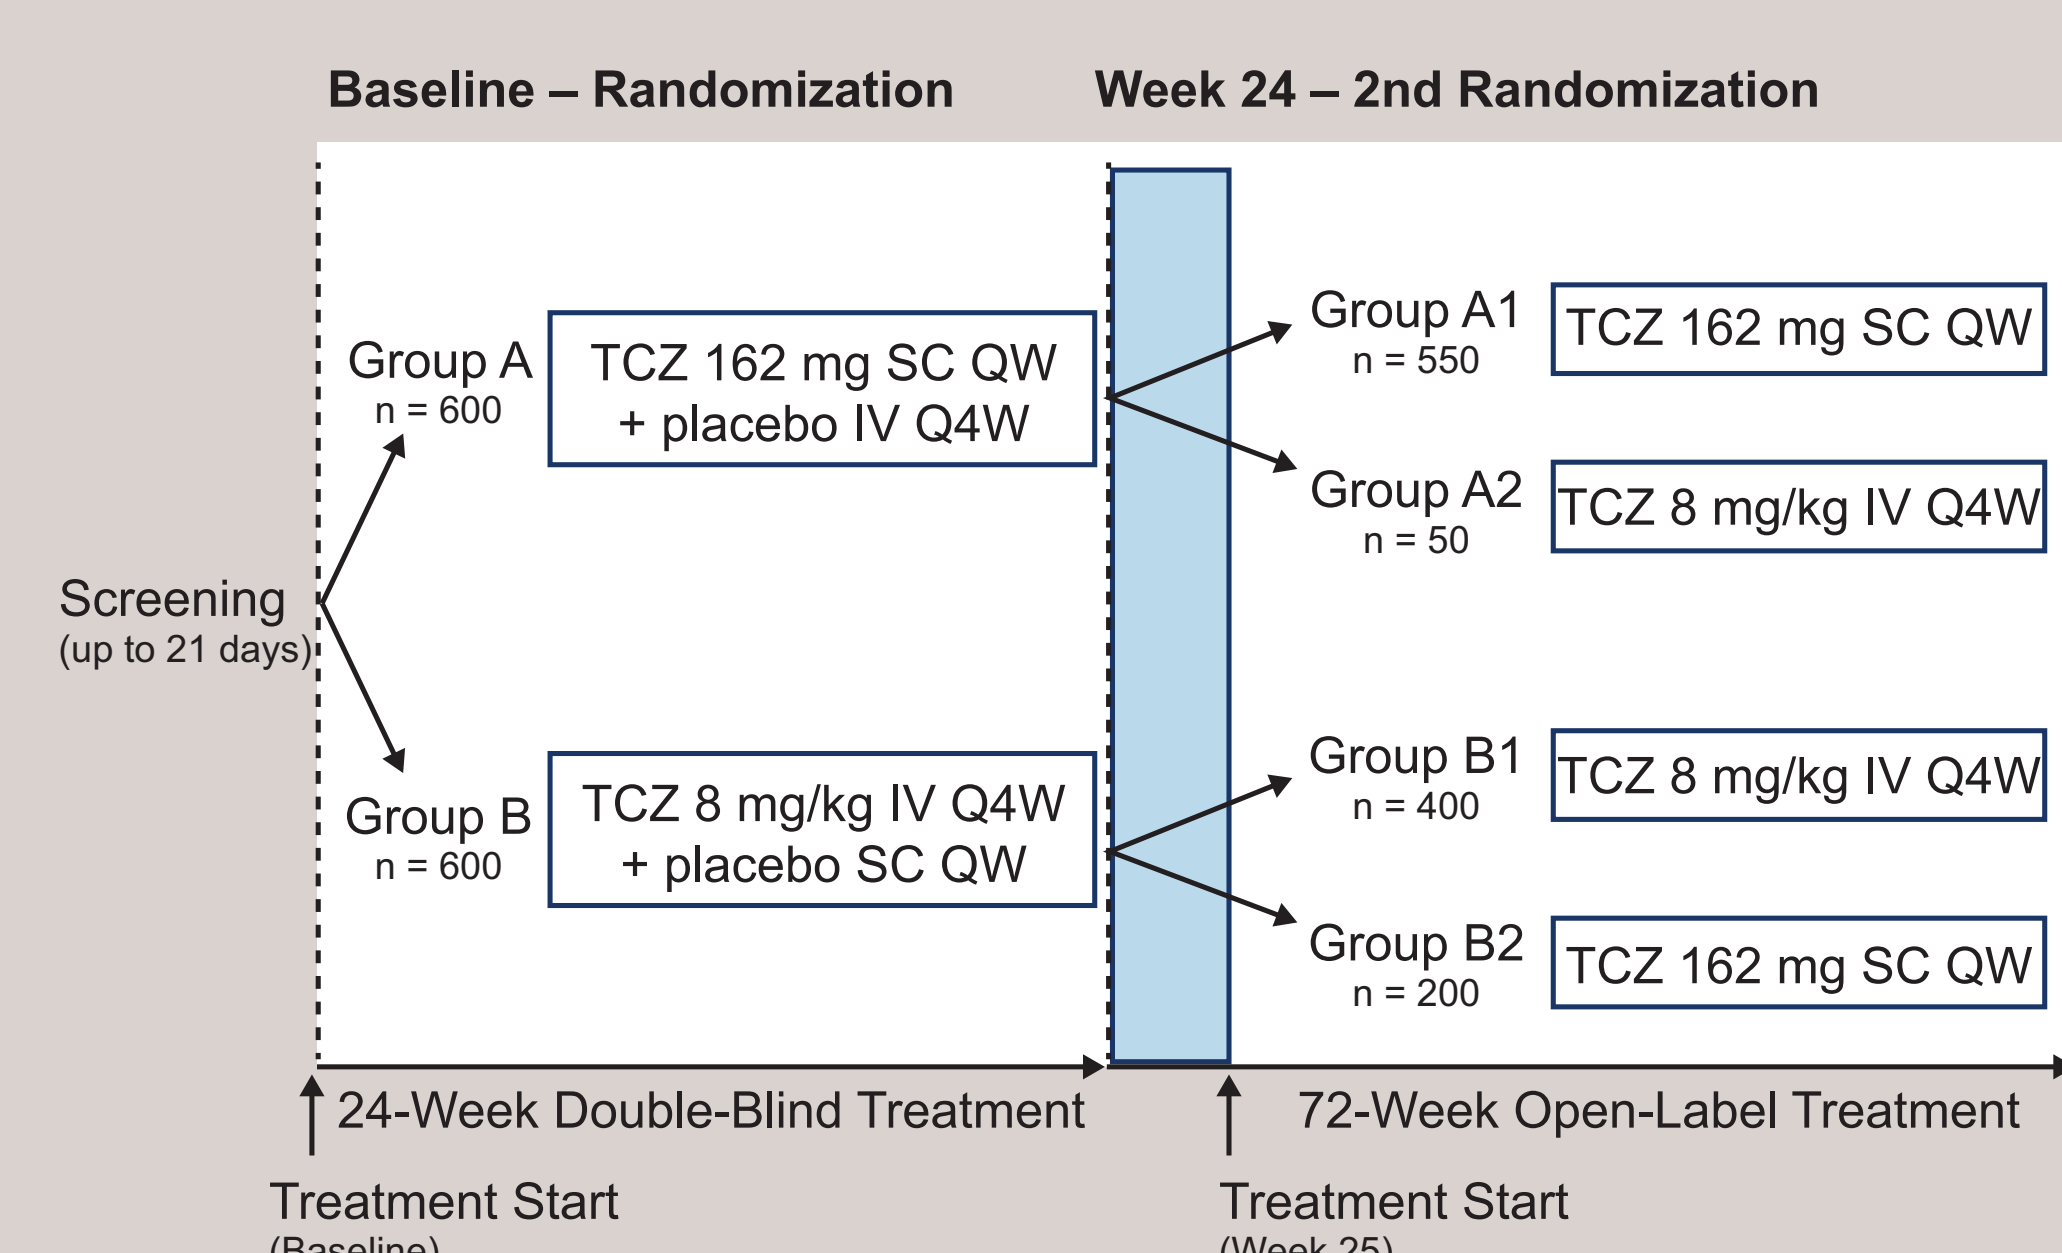 Baseline – Randomization
Week 24 – 2nd Randomization
Screening
(up to 21 days)
Group A
n = 600
TCZ 162 mg SC QW
+ placebo IV Q4W
Group B
n = 600
TCZ 8 mg/kg IV Q4W
+ placebo SC QW
Group A1
n = 550
TCZ 162 mg SC QW
Group A2
n = 50
TCZ 8 mg/kg IV Q4W
Group B1
n = 400
TCZ 8 mg/kg IV Q4W
Group B2
n = 200
TCZ 162 mg SC QW
24-Week Double-Blind Treatment
72-Week Open-Label Treatment
Treatment Start
(Baseline)
Treatment Start
(Week 25)